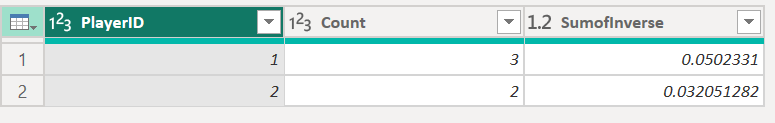 1²3 PlayerID 1²3 Count 1.2 SumofInverse
1 1 3 0.0502331
2 2 2 0.032051282